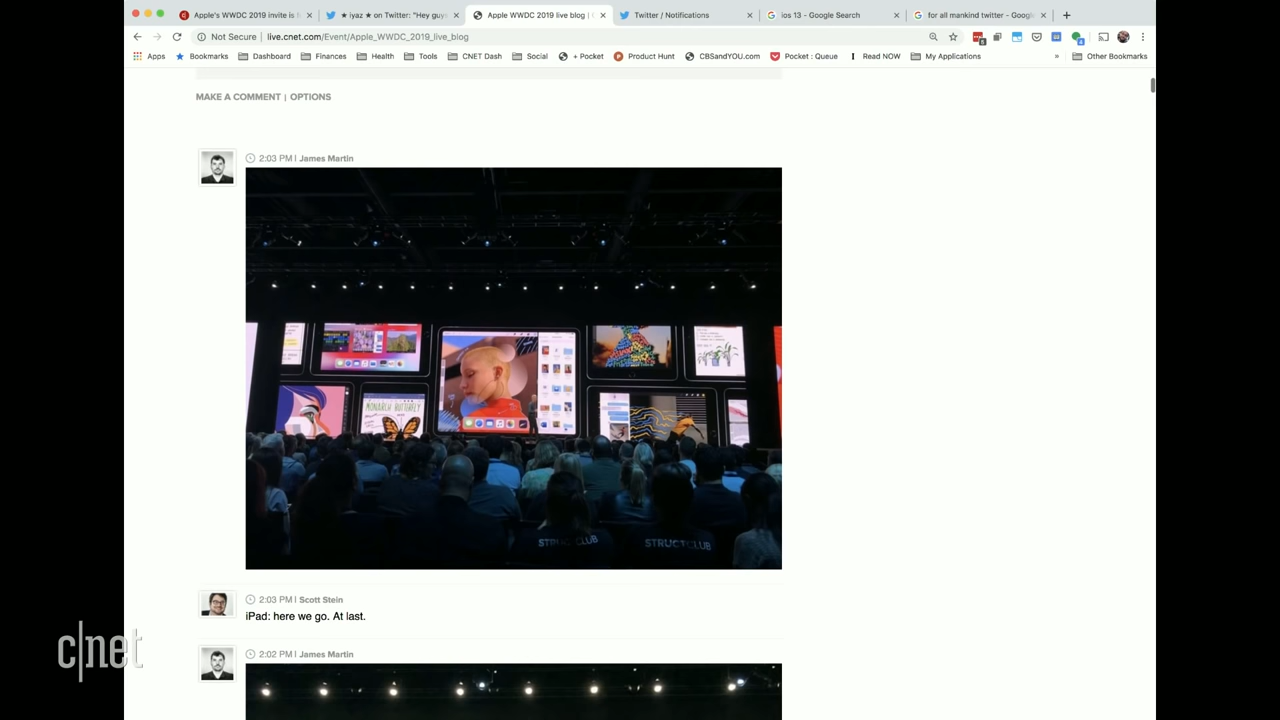 Apple's WWDC 2019 invite is t
★ iyaz ★ on Twitter: "Hey guys
Apple WWDC 2019 live blog | C
Twitter / Notifications
ios 13 - Google Search
for all mankind twitter - Googl
Not Secure | live.cnet.com/Event/Apple_WWDC_2019_live_blog
Apps
Bookmarks
Dashboard
Finances
Health
Tools
CNET Dash
Social
+ Pocket
Product Hunt
CBSandYOU.com
Pocket : Queue
Read NOW
My Applications
»
Other Bookmarks
MAKE A COMMENT | OPTIONS
2:03 PM | James Martin
MONARCH BUTTERFLY
STRUCTCLUB
STRUCTCLUB
2:03 PM | Scott Stein
iPad: here we go. At last.
2:02 PM | James Martin
c|net